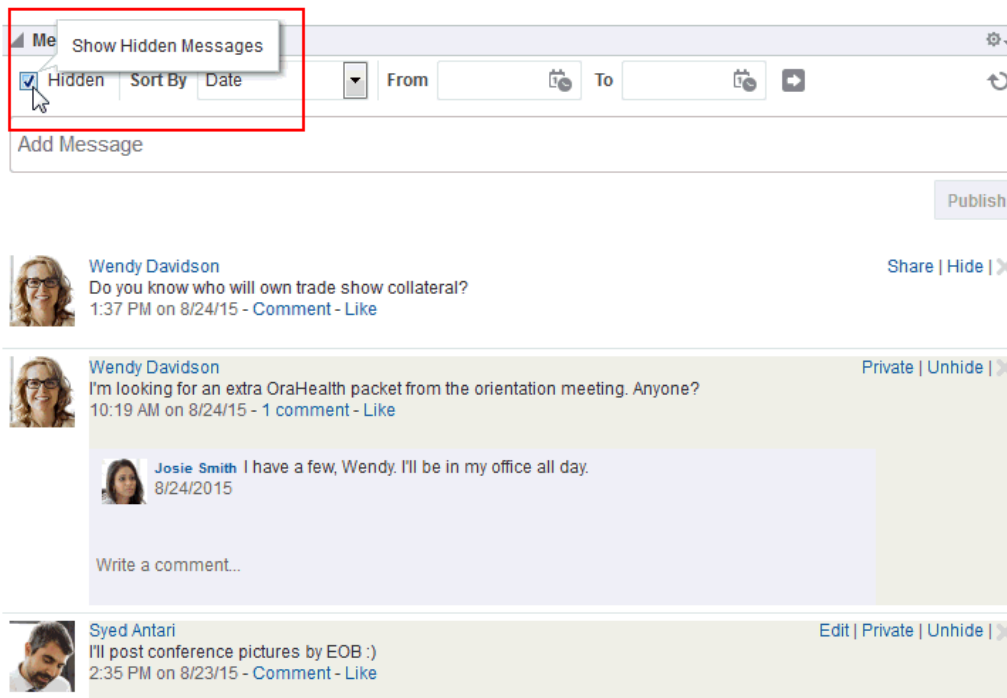 Me
Show Hidden Messages
Hidden Sort By Date From To
Add Message
Publish
Wendy Davidson Share | Hide |
Do you know who will own trade show collateral?
1:37 PM on 8/24/15 - Comment - Like
Wendy Davidson Private | Unhide |
I'm looking for an extra OraHealth packet from the orientation meeting. Anyone?
10:19 AM on 8/24/15 - 1 comment - Like
Josie Smith I have a few, Wendy. I'll be in my office all day.
8/24/2015
Write a comment...
Syed Antari Edit | Private | Unhide |
I'll post conference pictures by EOB :)
2:35 PM on 8/23/15 - Comment - Like